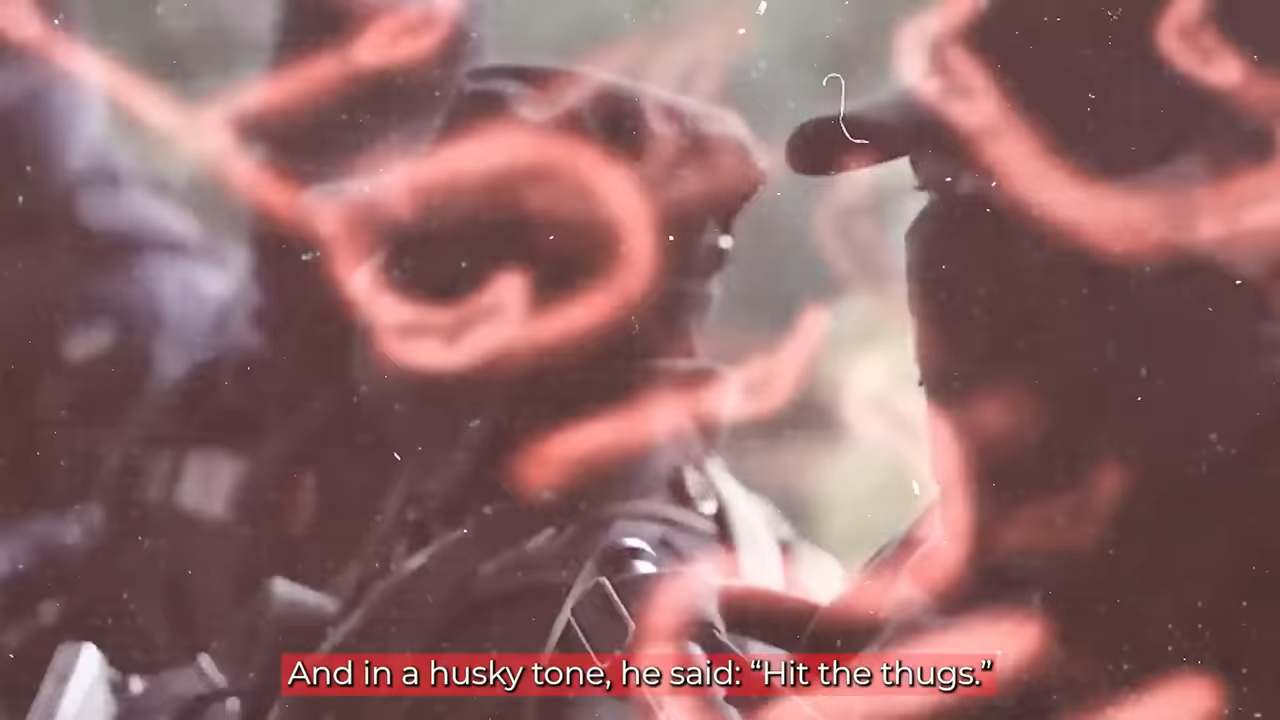 And in a husky tone, he said: “Hit the thugs.”